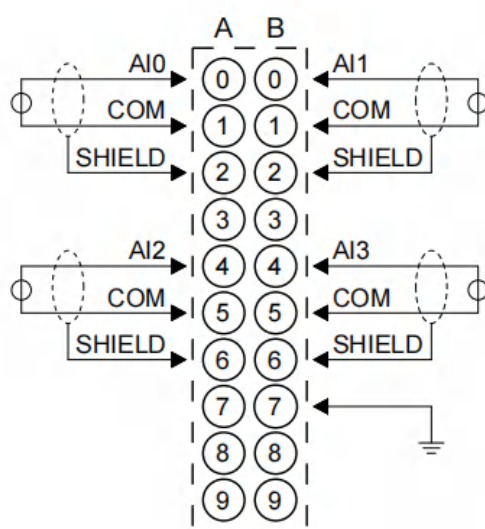 A B
AI0 0 0 AI1
COM 1 1 COM
SHIELD 2 2 SHIELD
3 3
AI2 4 4 AI3
COM 5 5 COM
SHIELD 6 6 SHIELD
7 7
8 8
9 9